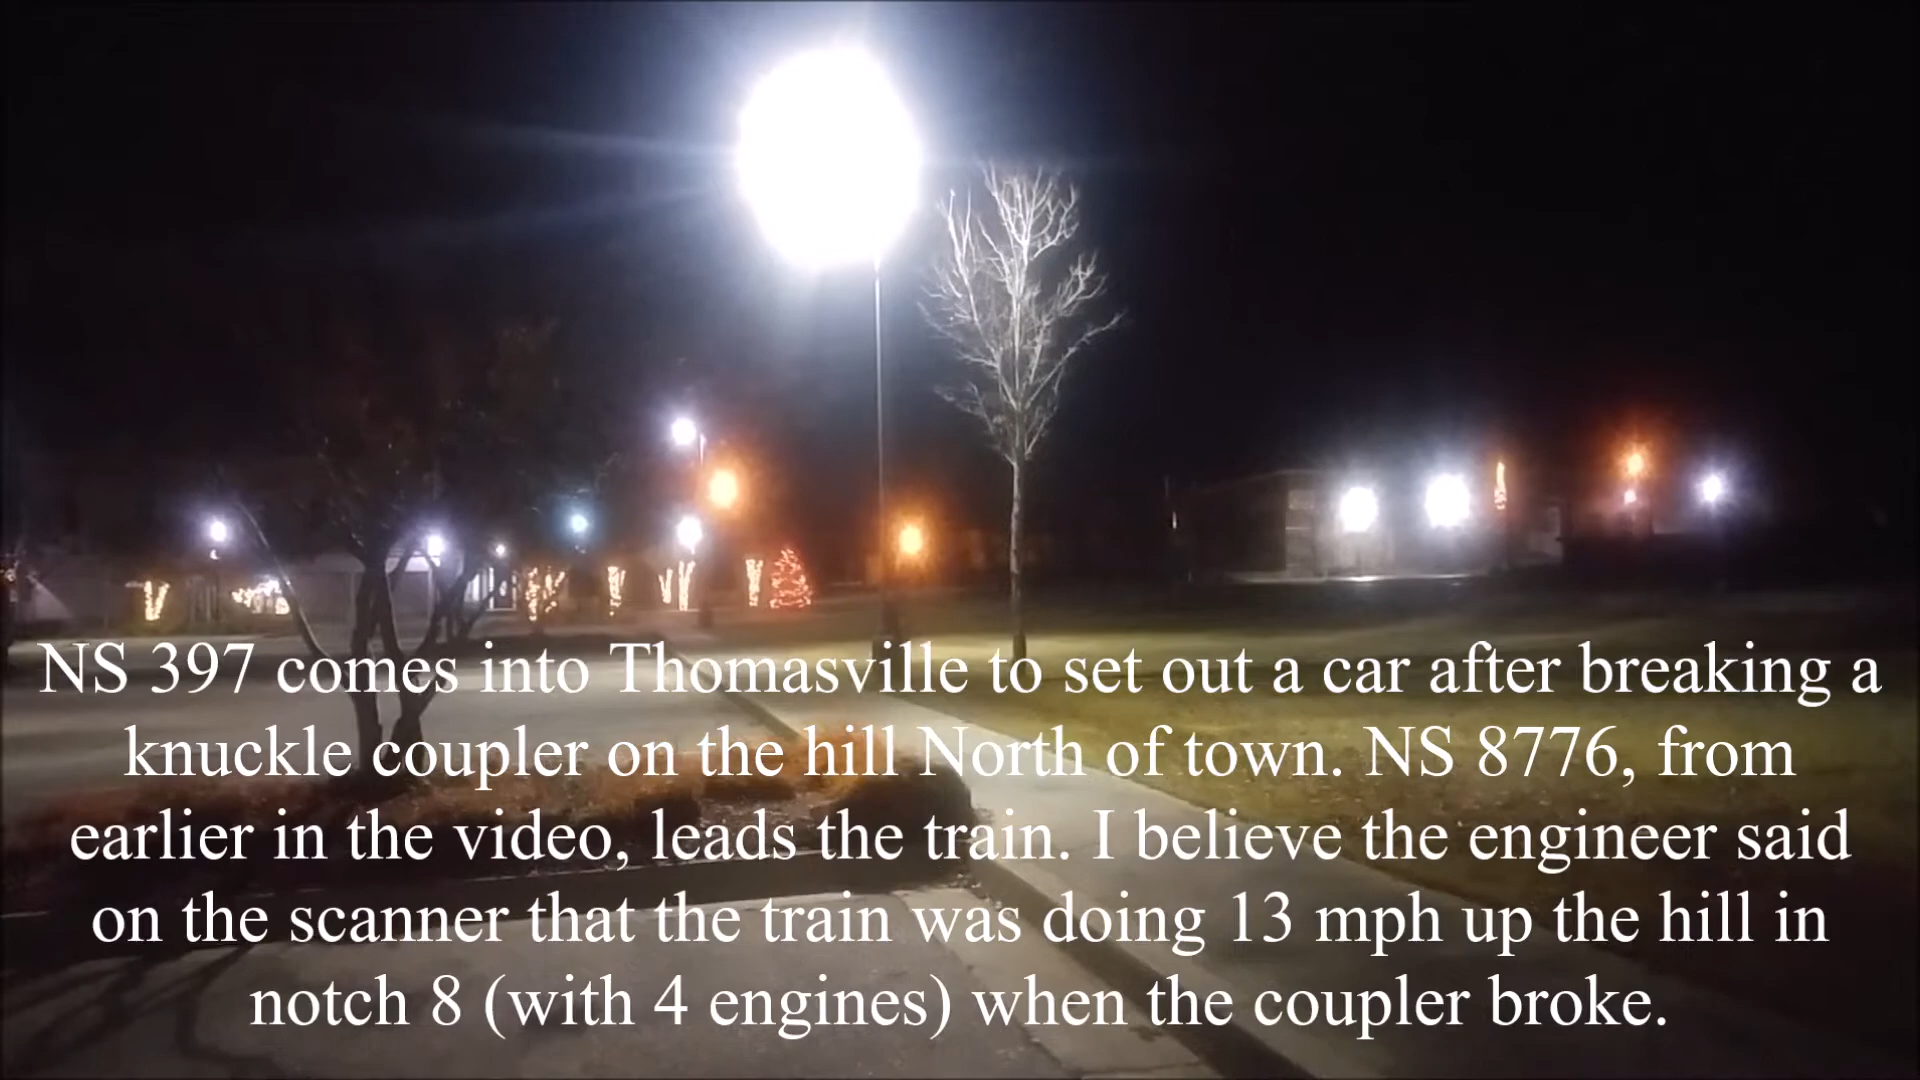 NS 397 comes into Thomasville to set out a car after breaking a
knuckle coupler on the hill North of town. NS 8776, from
earlier in the video, leads the train. I believe the engineer said
on the scanner that the train was doing 13 mph up the hill in
notch 8 (with 4 engines) when the coupler broke.